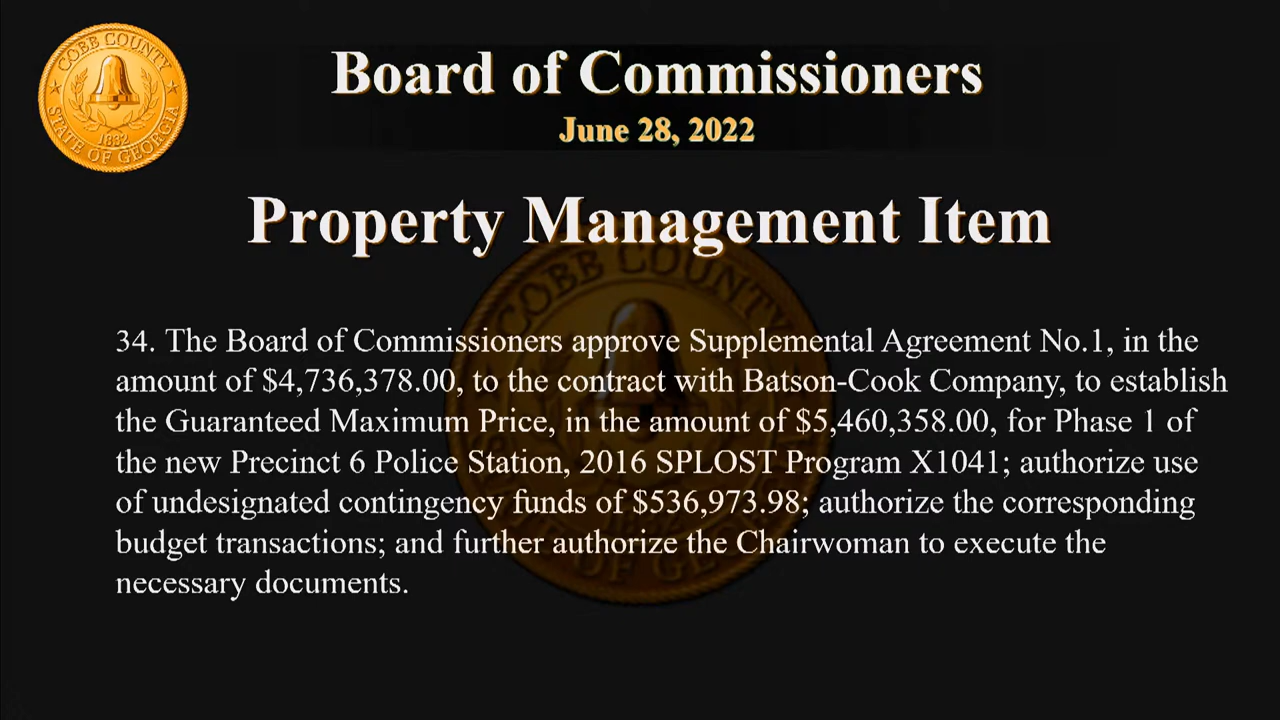 COBB COUNTY
STATE OF GEORGIA
1832
Board of Commissioners
June 28, 2022
Property Management Item
COBB COUNTY
34. The Board of Commissioners approve Supplemental Agreement No.1, in the
amount of $4,736,378.00, to the contract with Batson-Cook Company, to establish
the Guaranteed Maximum Price, in the amount of $5,460,358.00, for Phase 1 of
the new Precinct 6 Police Station, 2016 SPLOST Program X1041; authorize use
of undesignated contingency funds of $536,973.98; authorize the corresponding
budget transactions; and further authorize the Chairwoman to execute the
necessary documents.